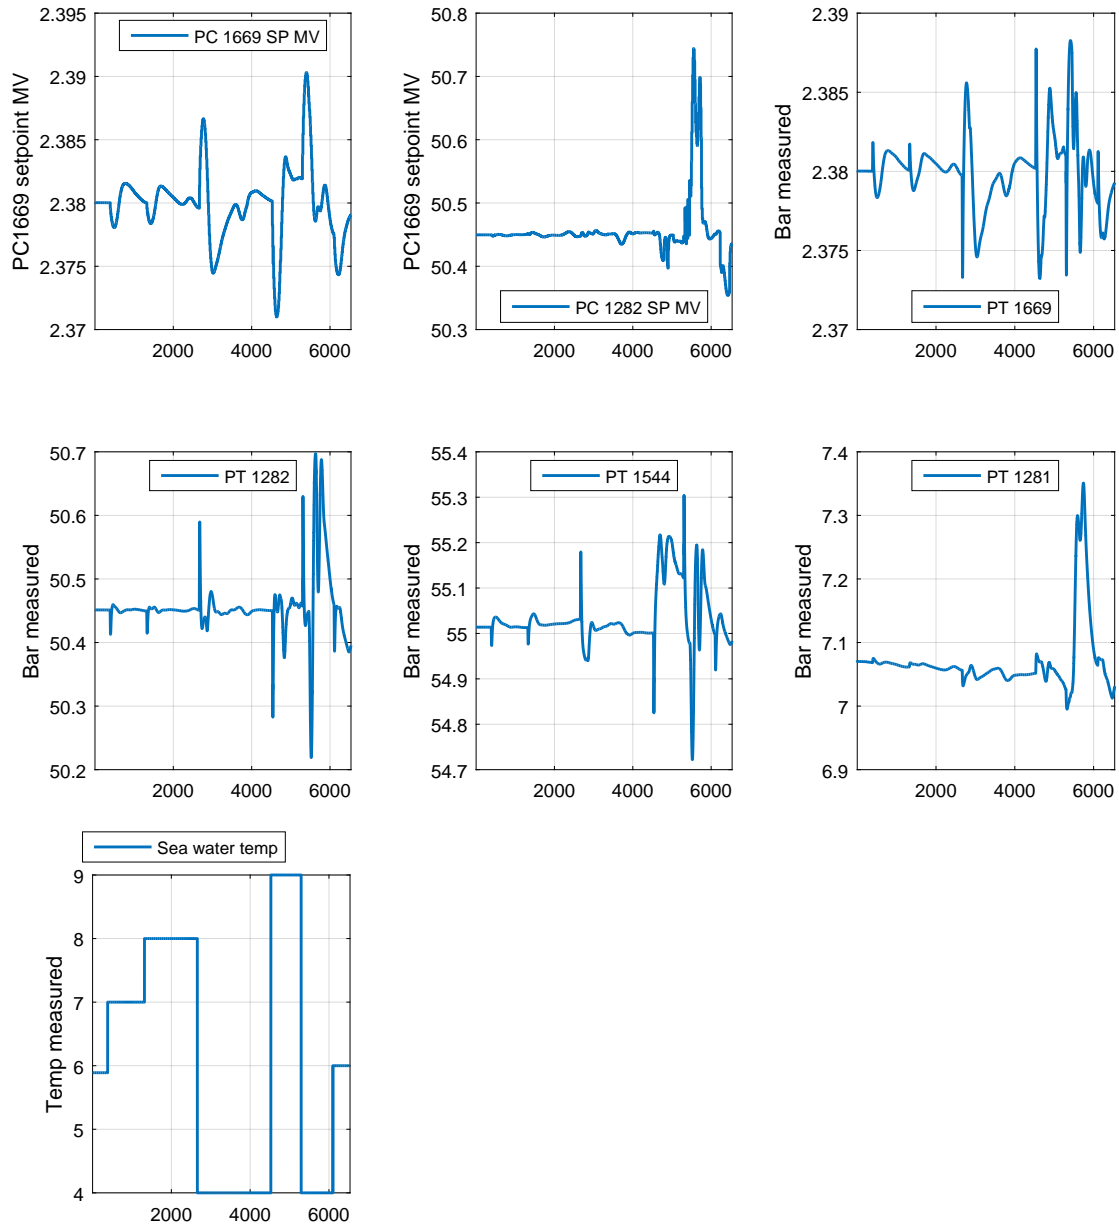 PC1669 setpoint MV
2.395
2.39
2.385
2.38
2.375
2.37
PC 1669 SP MV
2000 4000 6000
PC1669 setpoint MV
50.8
50.7
50.6
50.5
50.4
50.3
PC 1282 SP MV
2000 4000 6000
Bar measured
2.39
2.385
2.38
2.375
2.37
PT 1669
2000 4000 6000
Bar measured
50.7
50.6
50.5
50.4
50.3
50.2
PT 1282
2000 4000 6000
Bar measured
55.4
55.3
55.2
55.1
55
54.9
54.8
54.7
PT 1544
2000 4000 6000
Bar measured
7.4
7.3
7.2
7.1
7
6.9
PT 1281
2000 4000 6000
Sea water temp
Temp measured
9
8
7
6
5
4
2000 4000 6000